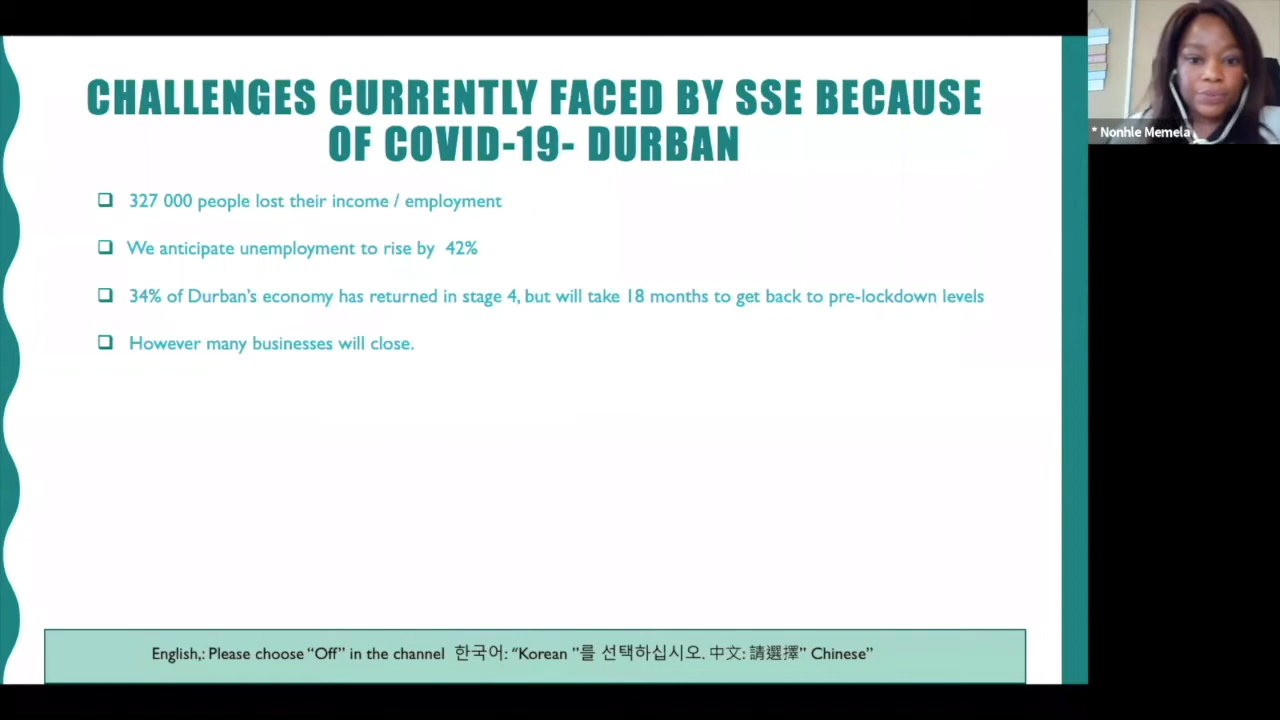 CHALLENGES CURRENTLY FACED BY SSE BECAUSE
OF COVID-19- DURBAN
327 000 people lost their income / employment
We anticipate unemployment to rise by  42%
34% of Durban's economy has returned in stage 4, but will take 18 months to get back to pre-lockdown levels
However many businesses will close.
English,: Please choose “Off” in the channel  한국어: “Korean ”를 선택하십시오. 中文: 請選擇” Chinese”
* Nonhle Memela